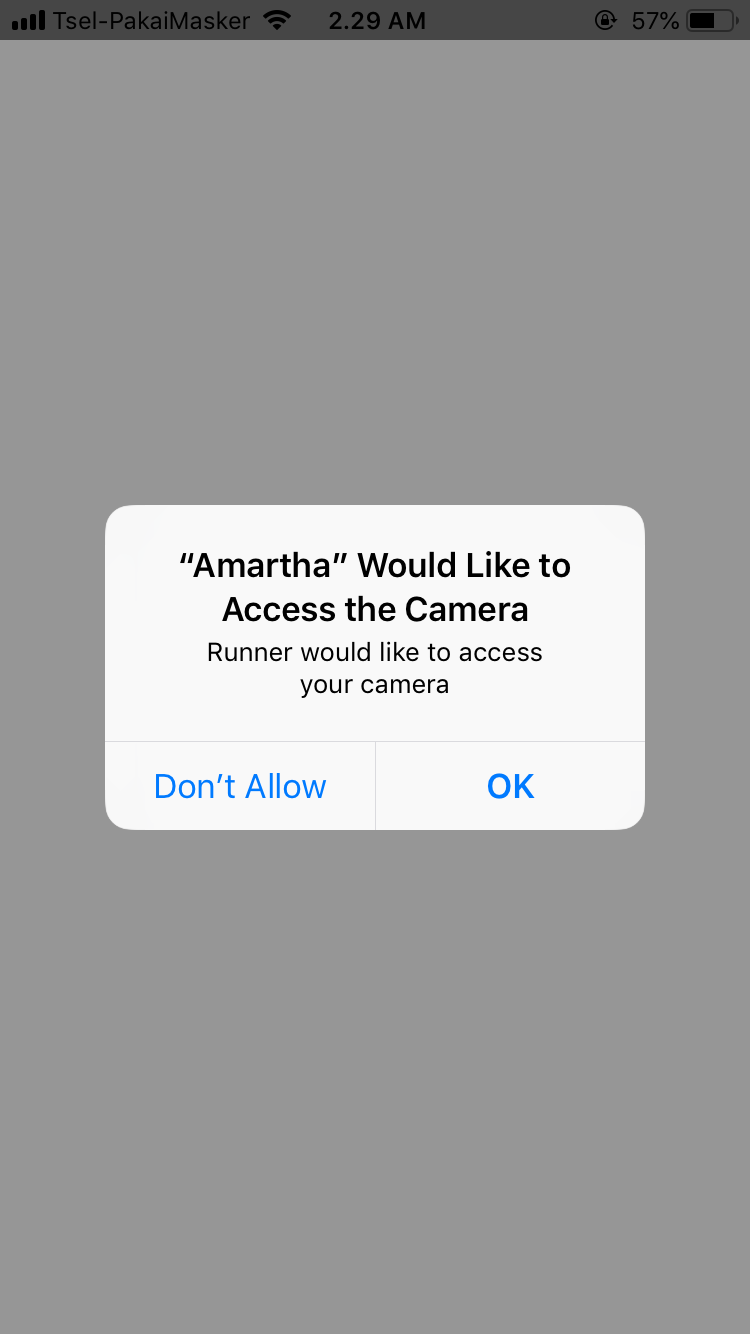 Tsel-PakaiMasker 2.29 AM 57%
“Amartha” Would Like to
Access the Camera
Runner would like to access
your camera
Don’t Allow OK